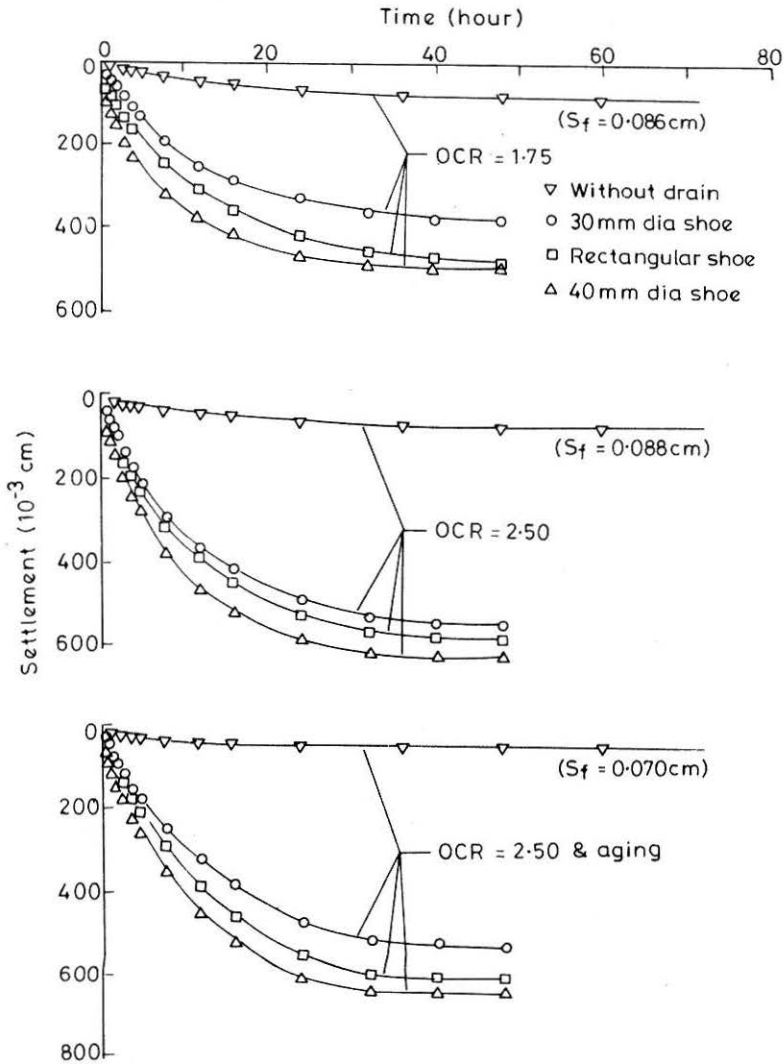 Time (hour)
0 20 40 60 80
0
200
400
600
(Sf = 0.086cm)
OCR = 1.75
▽ Without drain
○ 30mm dia shoe
□ Rectangular shoe
△ 40mm dia shoe
Settlement (10⁻³ cm)
0
200
400
600
(Sf = 0.088cm)
OCR = 2.50
0
200
400
600
800
(Sf = 0.070cm)
OCR = 2.50 & aging